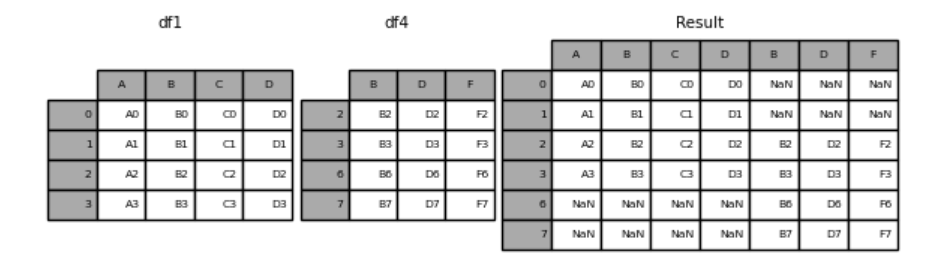 df1 df4 Result
A B C D B D F
A B C D B D F
0 A0 B0 C0 D0 NaN NaN NaN
0 A0 B0 C0 D0 2 B2 D2 F2 1 A1 B1 C1 D1 NaN NaN NaN
1 A1 B1 C1 D1 3 B3 D3 F3 2 A2 B2 C2 D2 B2 D2 F2
2 A2 B2 C2 D2 6 B6 D6 F6 3 A3 B3 C3 D3 B3 D3 F3
3 A3 B3 C3 D3 7 B7 D7 F7 6 NaN NaN NaN NaN B6 D6 F6
7 NaN NaN NaN NaN B7 D7 F7